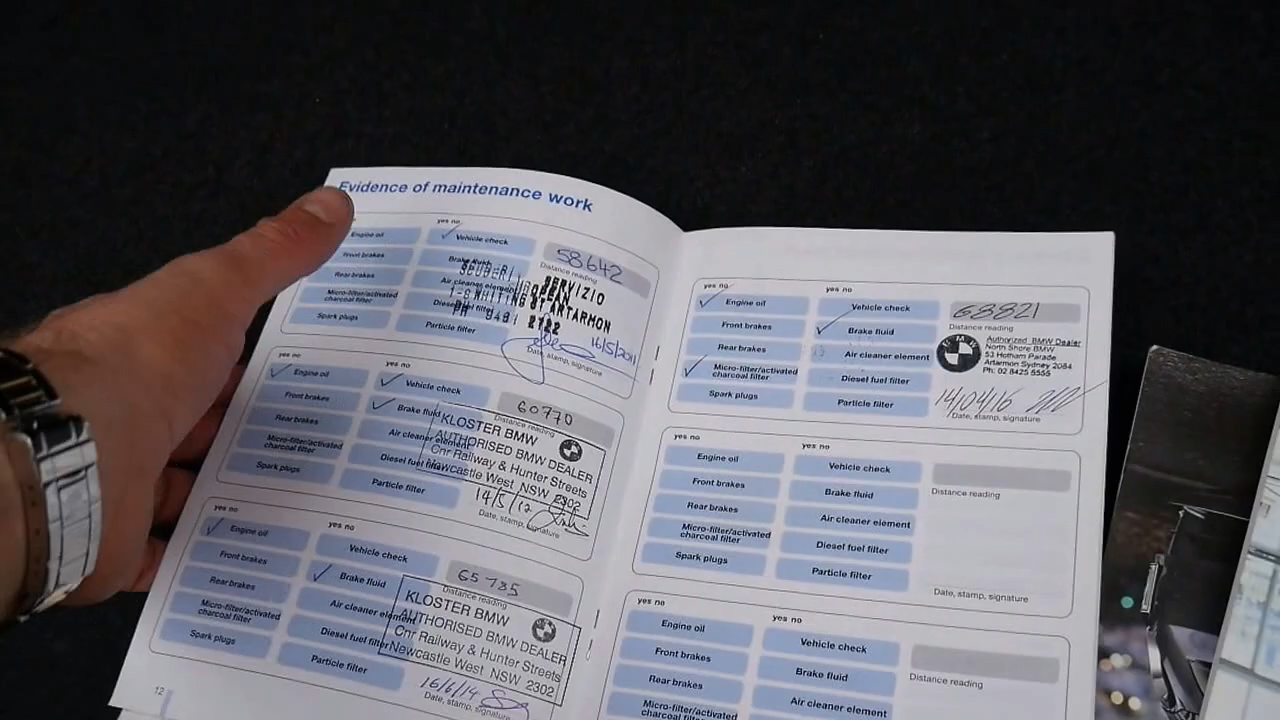 Evidence of maintenance work
yes no
Engine oil
Vehicle check
58642
Front brakes
Brake fluid
Distance reading
Rear brakes
Air cleaner element
SERVIZIO
Micro-filter/activated
charcoal filter
ARTARMON
Spark plugs
Particle filter
16/5/2011
Date, stamp, signature
yes no
yes no
Engine oil
Vehicle check
60770
Front brakes
Brake fluid
Distance reading
Rear brakes
Air cleaner element
Micro-filter/activated
charcoal filter
Diesel fuel filter
Spark plugs
Particle filter
KLOSTER BMW
AUTHORISED BMW DEALER
Cnr Railway & Hunter Streets
Newcastle West NSW 2302
14/5/12
Date, stamp, signature
yes no
yes no
Engine oil
Vehicle check
65735
Front brakes
Brake fluid
Distance reading
Rear brakes
Air cleaner element
Micro-filter/activated
charcoal filter
Diesel fuel filter
Spark plugs
Particle filter
KLOSTER BMW
AUTHORISED BMW DEALER
Cnr Railway & Hunter Streets
Newcastle West NSW 2302
16/6/14
Date, stamp, signature
12
yes no
yes no
Engine oil
Vehicle check
68821
Front brakes
Brake fluid
Distance reading
Rear brakes
Air cleaner element
Micro-filter/activated
charcoal filter
Diesel fuel filter
Spark plugs
Particle filter
BMW
Authorized BMW Dealer
North Shore BMW
53 Hotham Parade
Artarmon Sydney 2064
Ph: 02 8425 5555
14/04/16
Date, stamp, signature
yes no
yes no
Engine oil
Vehicle check
Front brakes
Brake fluid
Distance reading
Rear brakes
Air cleaner element
Micro-filter/activated
charcoal filter
Diesel fuel filter
Spark plugs
Particle filter
Date, stamp, signature
yes no
yes no
Engine oil
Vehicle check
Front brakes
Brake fluid
Distance reading
Rear brakes
Air cleaner element
Micro-filter/activated